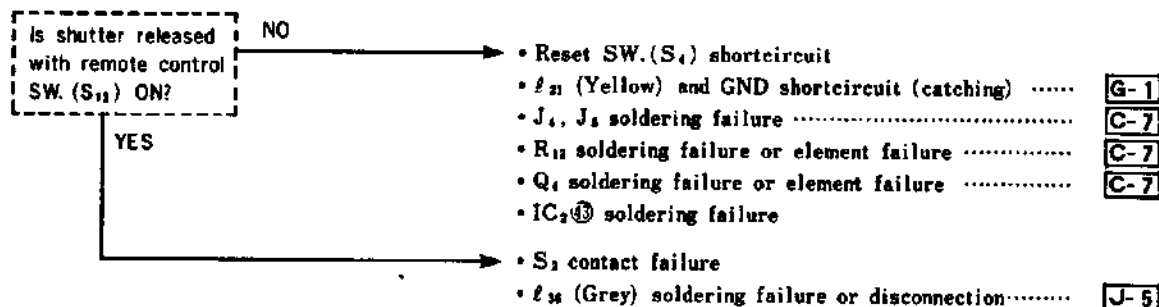 Is shutter released
with remote control
SW. (S₁₂) ON?
NO
YES
• Reset SW. (S₄) shortcircuit
• ℓ₂₁ (Yellow) and GND shortcircuit (catching) ⋯⋯ G-1
• J₄, J₅ soldering failure ⋯⋯⋯⋯⋯⋯⋯⋯⋯⋯ C-7
• R₁₂ soldering failure or element failure ⋯⋯⋯⋯⋯ C-7
• Q₄ soldering failure or element failure ⋯⋯⋯⋯⋯ C-7
• IC₂㊸ soldering failure
• S₂ contact failure
• ℓ₃₆ (Grey) soldering failure or disconnection⋯⋯⋯ J-5